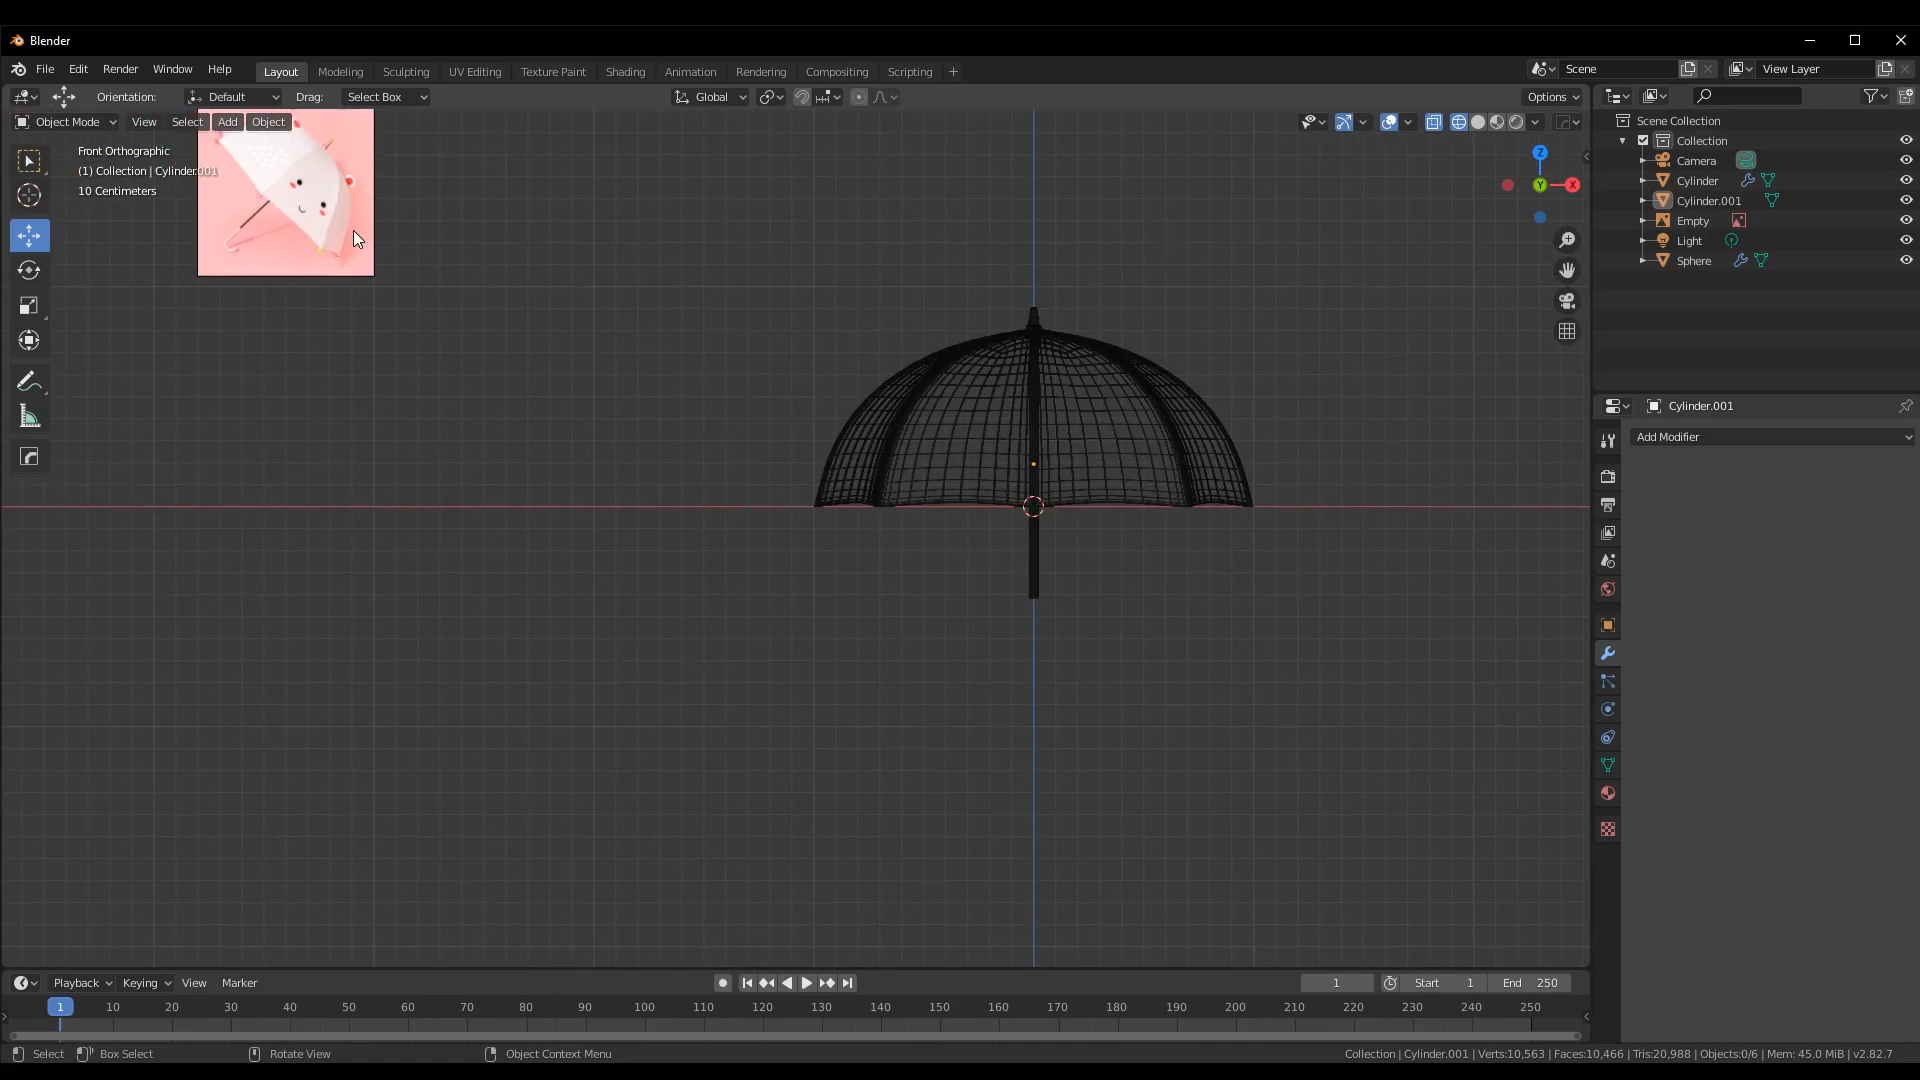 Blender
File Edit Render Window Help Layout Modeling Sculpting UV Editing Texture Paint Shading Animation Rendering Compositing Scripting + Scene View Layer
Orientation: Default Drag: Select Box Global Options
Object Mode View Select Add Object
Front Orthographic
(1) Collection | Cylinder.001
10 Centimeters
Z
Y
X
Scene Collection
Collection
Camera
Cylinder
Cylinder.001
Empty
Light
Sphere
Cylinder.001
Add Modifier
Playback Keying View Marker 1 Start 1 End 250
1 10 20 30 40 50 60 70 80 90 100 110 120 130 140 150 160 170 180 190 200 210 220 230 240 250
Select Box Select Rotate View Object Context Menu Collection | Cylinder.001 | Verts:10,563 | Faces:10,466 | Tris:20,988 | Objects:0/6 | Mem: 45.0 MiB | v2.82.7